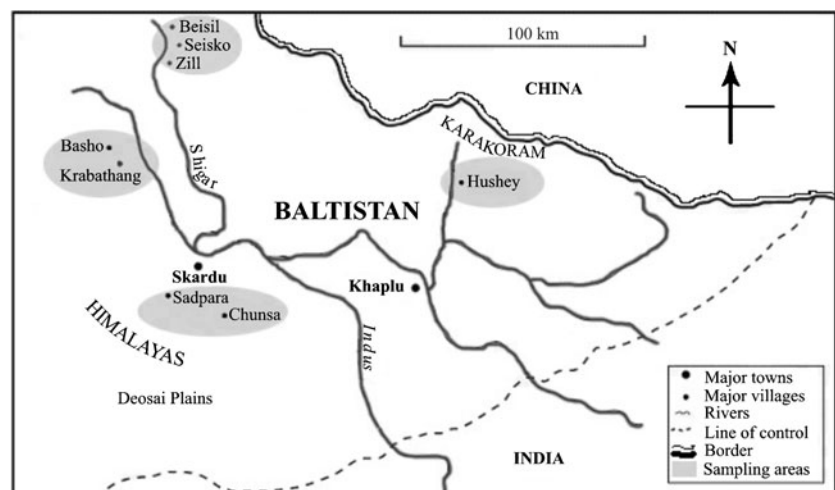 Beisil
Seisko
Zill
100 km
N
CHINA
KARAKORAM
Basho
Krabathang
Shigar
Hushey
BALTISTAN
Skardu
Khaplu
Sadpara
Chunsa
HIMALAYAS
Indus
Deosai Plains
INDIA
Major towns
Major villages
Rivers
Line of control
Border
Sampling areas